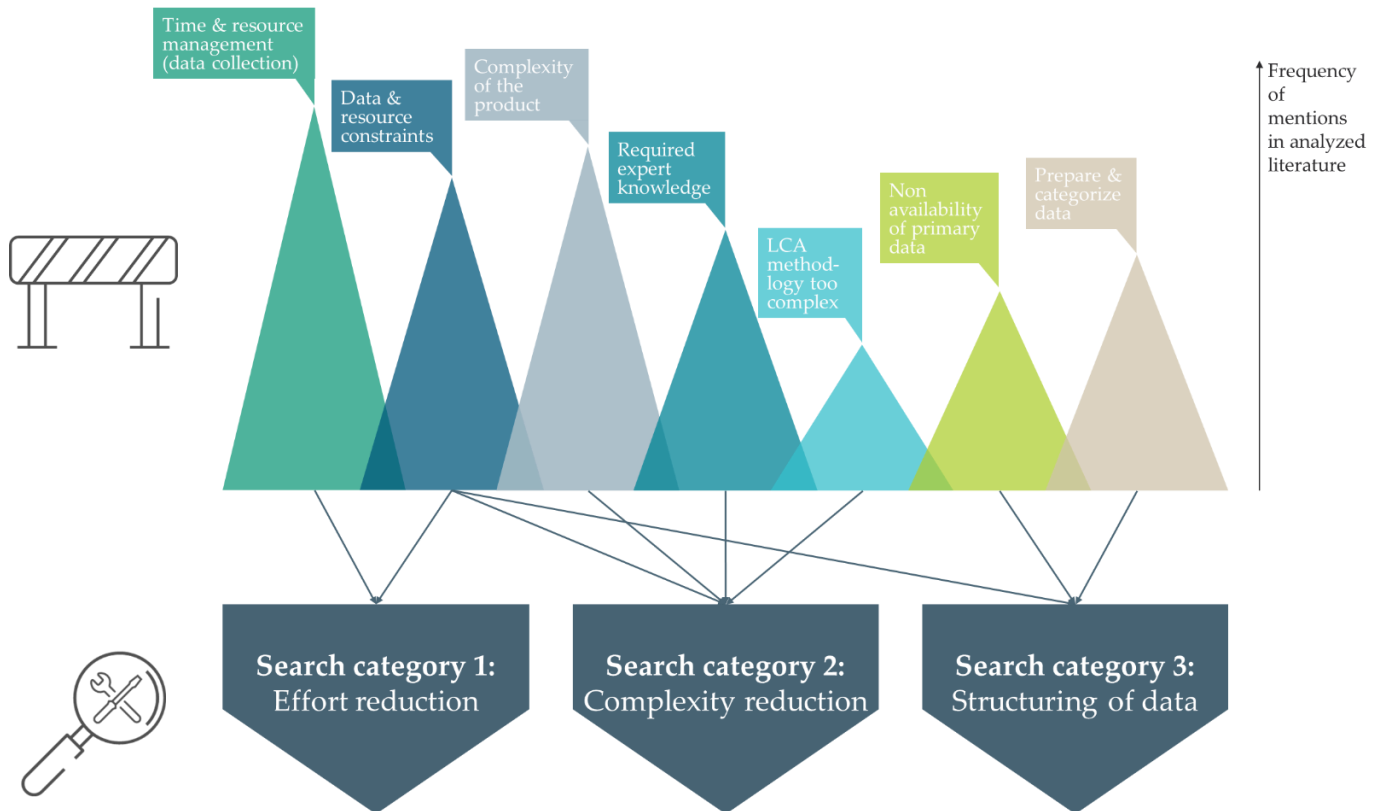 Time & resource
management
(data collection)
Data &
resource
constraints
Complexity
of the
product
Required
expert
knowledge
LCA
method-
logy too
complex
Non
availability
of primary
data
Prepare &
categorize
data
Frequency
of
mentions
in analyzed
literature
Search category 1:
Effort reduction
Search category 2:
Complexity reduction
Search category 3:
Structuring of data